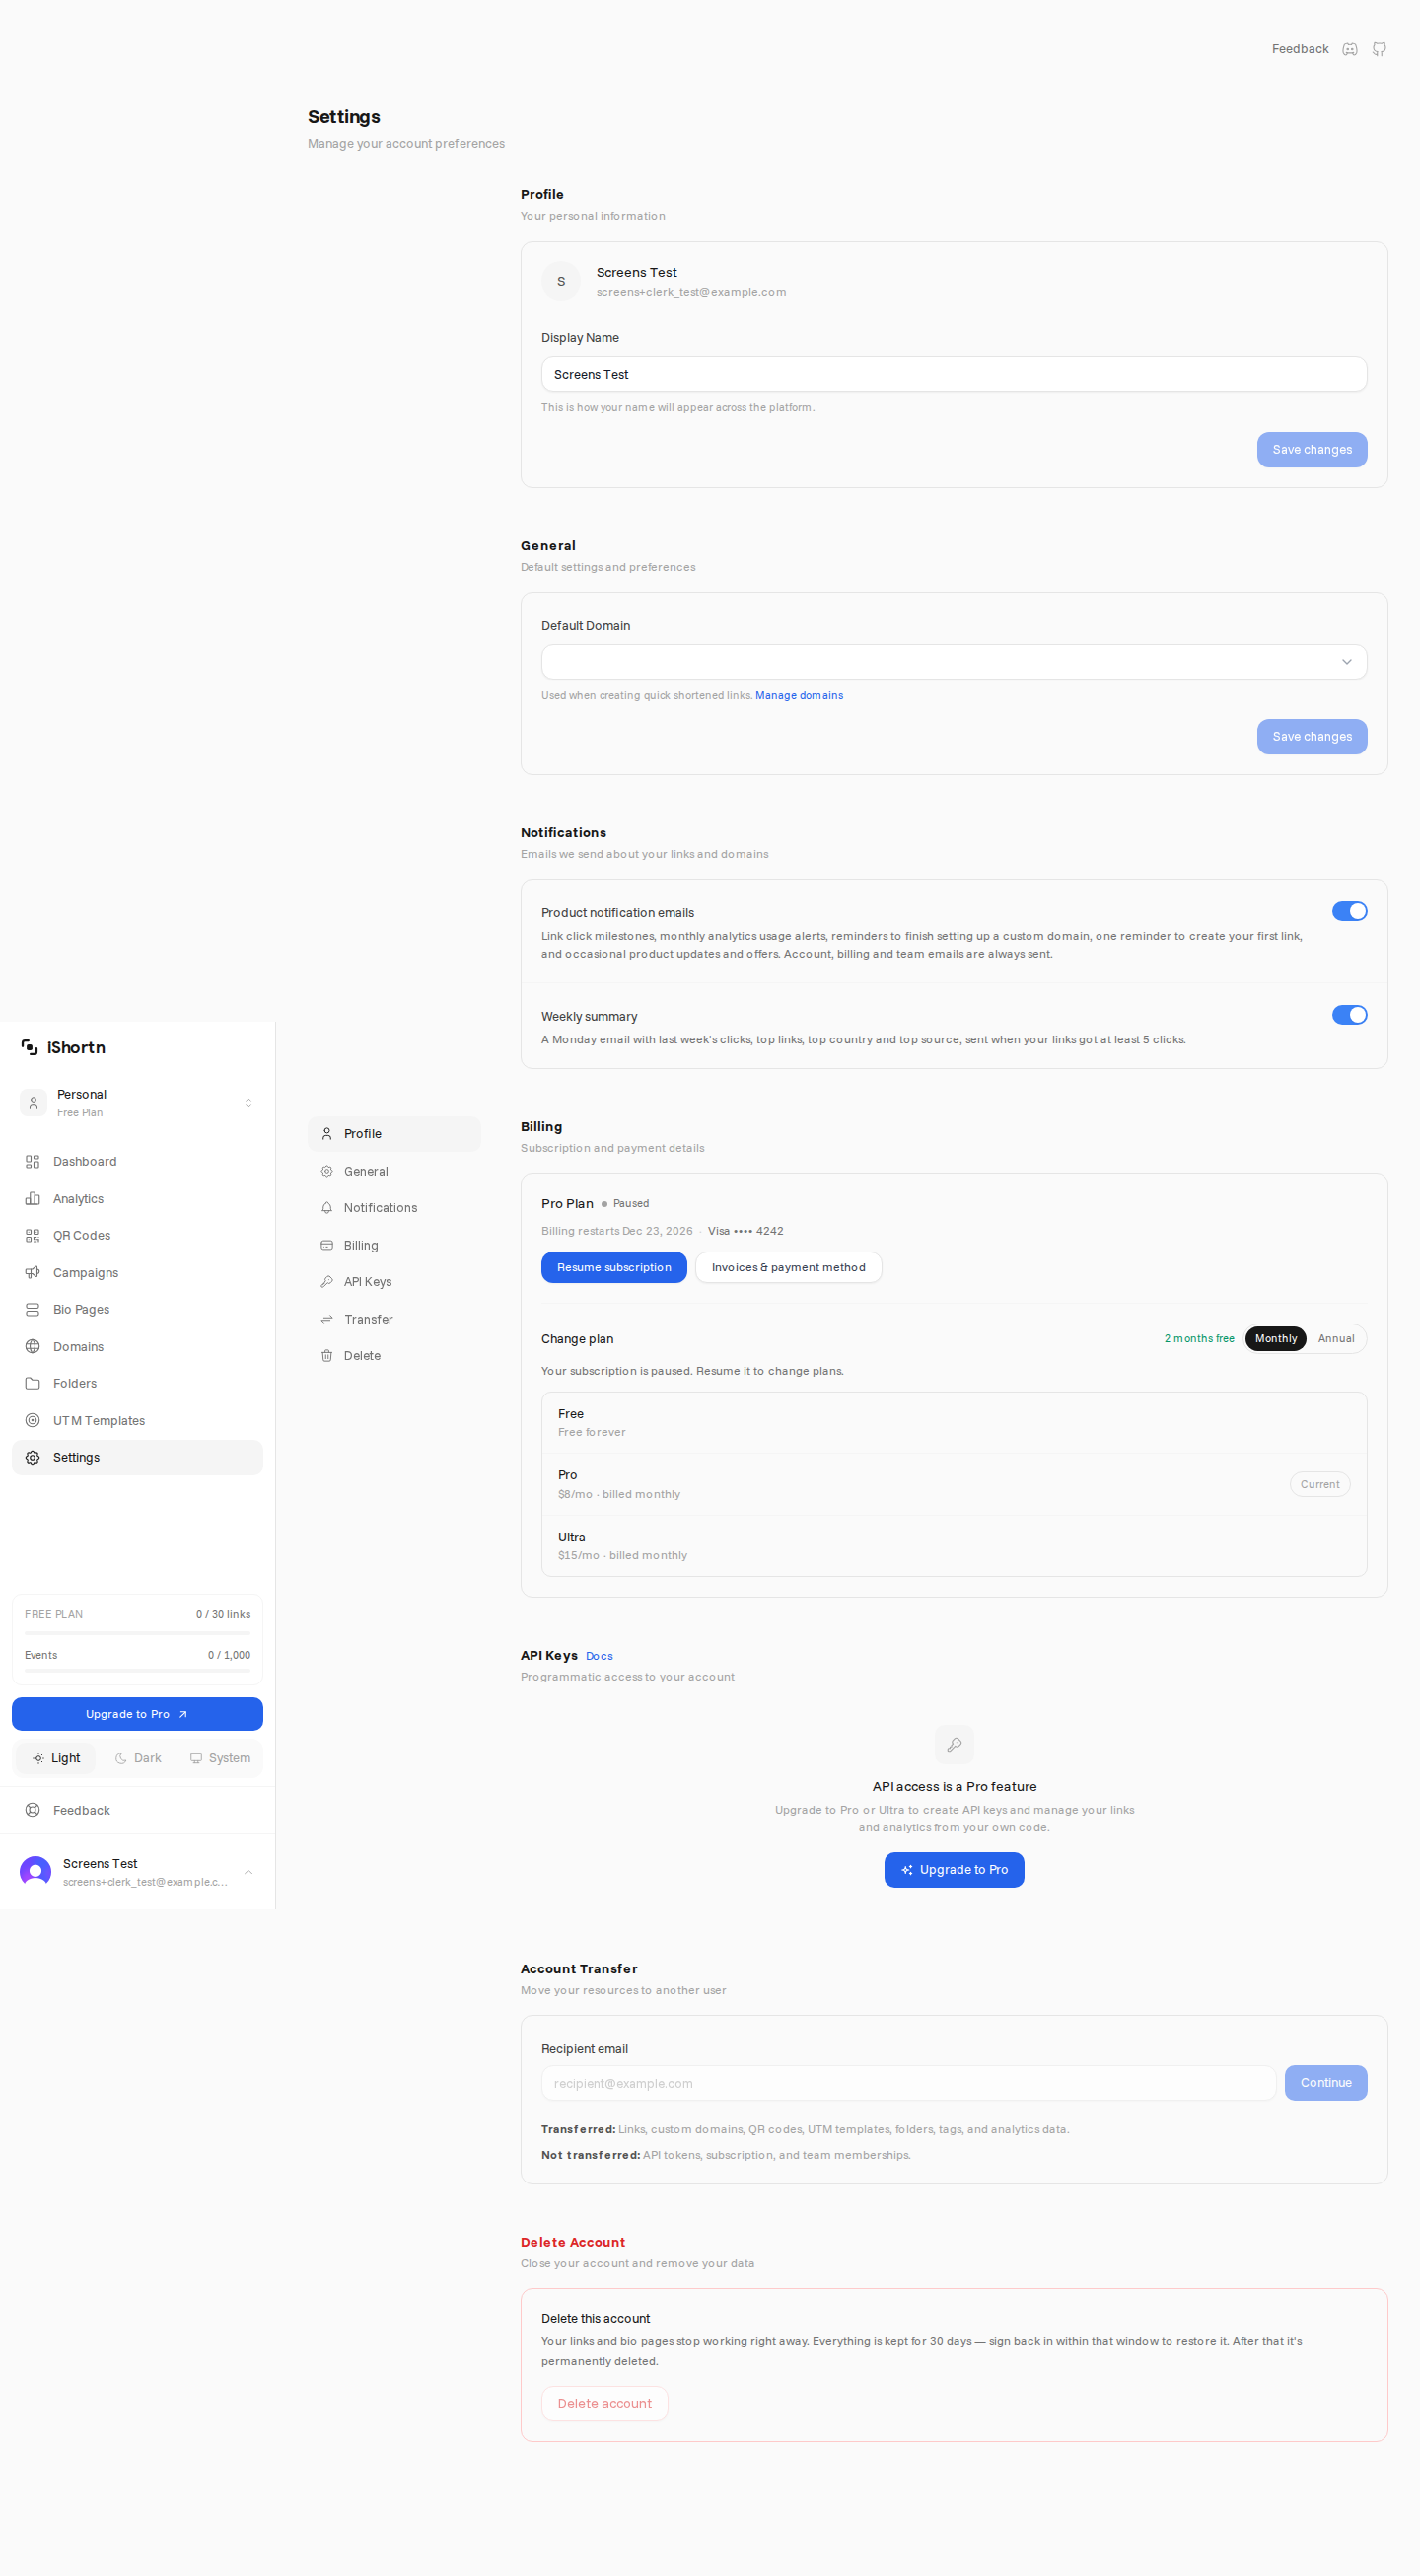 Feedback
Settings
Manage your account preferences
Profile
Your personal information
S
Screens Test
screens+clerk_test@example.com
Display Name
Screens Test
This is how your name will appear across the platform.
Save changes
General
Default settings and preferences
Default Domain
Used when creating quick shortened links. Manage domains
Save changes
Notifications
Emails we send about your links and domains
Product notification emails
Link click milestones, monthly analytics usage alerts, reminders to finish setting up a custom domain, one reminder to create your first link,
and occasional product updates and offers. Account, billing and team emails are always sent.
Weekly summary
A Monday email with last week's clicks, top links, top country and top source, sent when your links got at least 5 clicks.
IShortn
Personal
Free Plan
Dashboard
Analytics
QR Codes
Campaigns
Bio Pages
Domains
Folders
UTM Templates
Settings
FREE PLAN 0 / 30 links
Events 0 / 1,000
Upgrade to Pro
Light Dark System
Feedback
Screens Test
screens+clerk_test@example.c...
Profile
General
Notifications
Billing
API Keys
Transfer
Delete
Billing
Subscription and payment details
Pro Plan Paused
Billing restarts Dec 23, 2026 · Visa •••• 4242
Resume subscription Invoices & payment method
Change plan 2 months free Monthly Annual
Your subscription is paused. Resume it to change plans.
Free
Free forever
Pro
$8/mo · billed monthly
Current
Ultra
$15/mo · billed monthly
API Keys Docs
Programmatic access to your account
API access is a Pro feature
Upgrade to Pro or Ultra to create API keys and manage your links
and analytics from your own code.
Upgrade to Pro
Account Transfer
Move your resources to another user
Recipient email
recipient@example.com Continue
Transferred: Links, custom domains, QR codes, UTM templates, folders, tags, and analytics data.
Not transferred: API tokens, subscription, and team memberships.
Delete Account
Close your account and remove your data
Delete this account
Your links and bio pages stop working right away. Everything is kept for 30 days — sign back in within that window to restore it. After that it's
permanently deleted.
Delete account